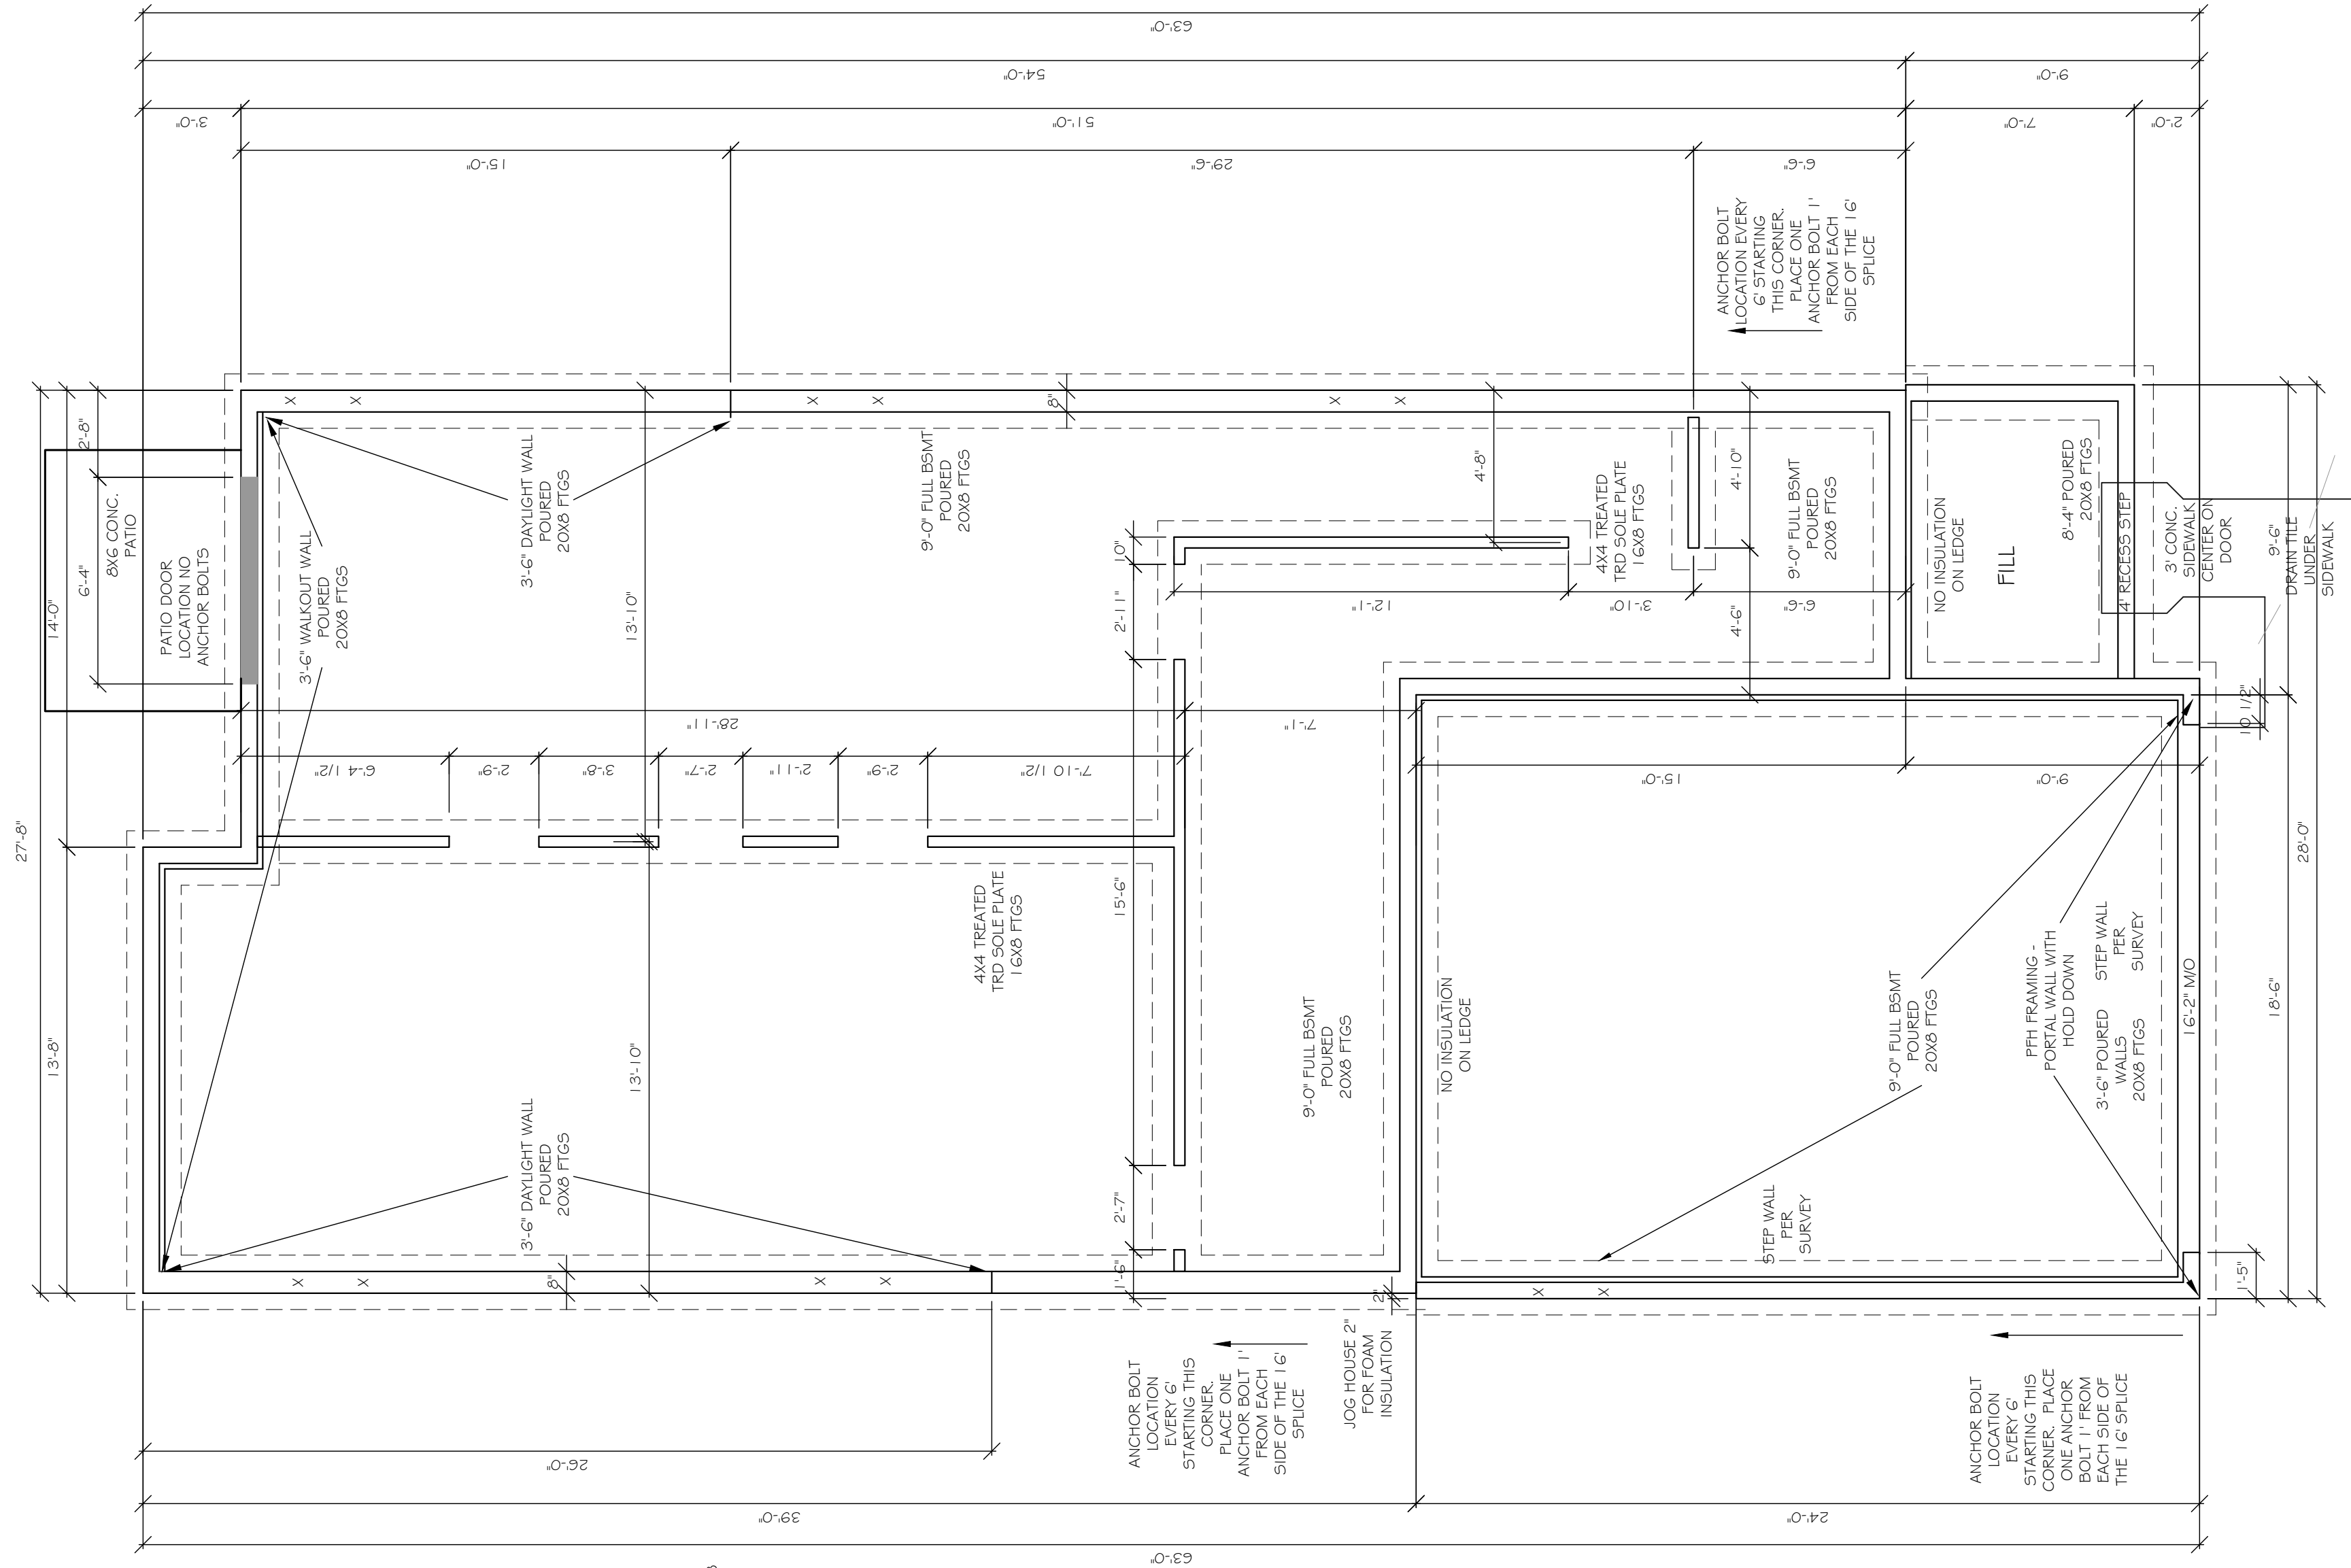 63'-0"
54'-0"
9'-0"
3'-0"
51'-0"
7'-0"
2'-0"
15'-0"
29'-6"
6'-6"
ANCHOR BOLT
LOCATION EVERY
6' STARTING
THIS CORNER.
PLACE ONE
ANCHOR BOLT 1'
FROM EACH
SIDE OF THE 16'
SPLICE
27'-8"
14'-0"
13'-8"
2'-8"
6'-4"
8X6 CONC.
PATIO
PATIO DOOR
LOCATION NO
ANCHOR BOLTS
3'-6" WALKOUT WALL
POURED
20X8 FTGS
3'-6" DAYLIGHT WALL
POURED
20X8 FTGS
X
X
X
X
X
X
8"
13'-10"
9'-0" FULL BSMT
POURED
20X8 FTGS
10"
2'-11"
15'-6"
2'-7"
1'-6"
12'-1"
3'-10"
6'-6"
4'-8"
4X4 TREATED
TRD SOLE PLATE
16X8 FTGS
4'-10"
4'-6"
9'-0" FULL BSMT
POURED
20X8 FTGS
NO INSULATION
ON LEDGE
FILL
8'-4" POURED
20X8 FTGS
4' RECESS STEP
3' CONC.
SIDEWALK
CENTER ON
DOOR
9'-6"
DRAIN TILE
UNDER
SIDEWALK
10 1/2"
28'-11"
7'-1"
6'-4 1/2"
2'-9"
3'-8"
2'-7"
2'-11"
2'-9"
7'-10 1/2"
15'-0"
9'-0"
4X4 TREATED
TRD SOLE PLATE
16X8 FTGS
13'-10"
3'-6" DAYLIGHT WALL
POURED
20X8 FTGS
X
X
X
X
8"
9'-0" FULL BSMT
POURED
20X8 FTGS
NO INSULATION
ON LEDGE
9'-0" FULL BSMT
POURED
20X8 FTGS
PFH FRAMING -
PORTAL WALL WITH
HOLD DOWN
STEP WALL
PER
SURVEY
3'-6" POURED
WALLS
20X8 FTGS
16'-2" M/O
18'-6"
28'-0"
STEP WALL
PER
SURVEY
X
X
1'-5"
2"
JOG HOUSE 2"
FOR FOAM
INSULATION
ANCHOR BOLT
LOCATION
EVERY 6'
STARTING THIS
CORNER.
PLACE ONE
ANCHOR BOLT 1'
FROM EACH
SIDE OF THE 16'
SPLICE
ANCHOR BOLT
LOCATION
EVERY 6'
STARTING THIS
CORNER. PLACE
ONE ANCHOR
BOLT 1' FROM
EACH SIDE OF
THE 16' SPLICE
26'-0"
39'-0"
24'-0"
63'-0"